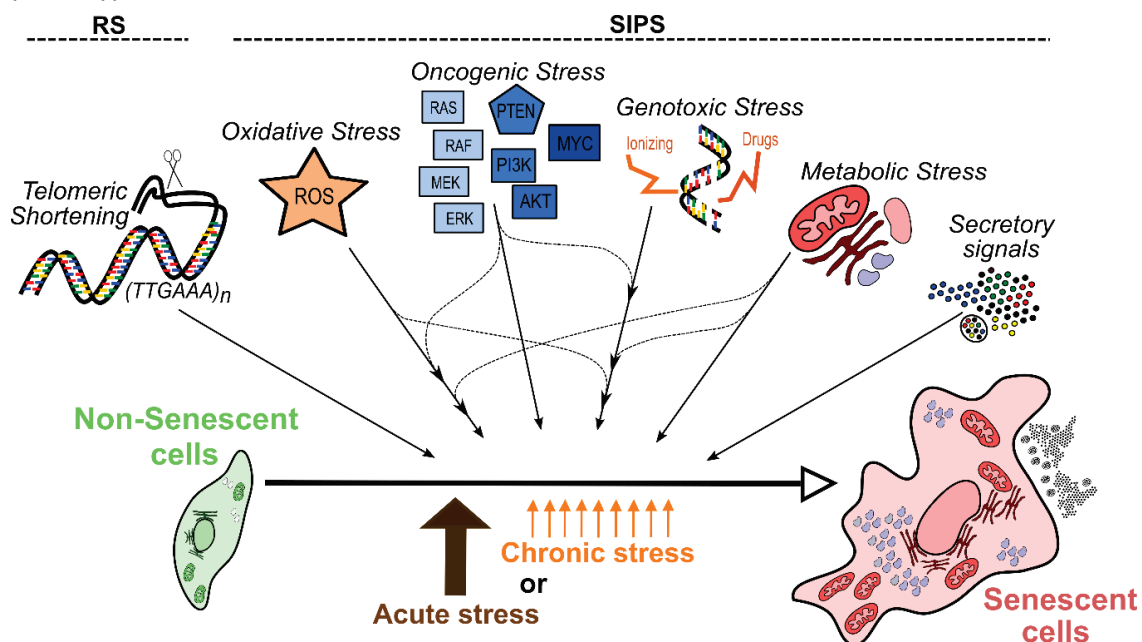 RS
SIPS
Oncogenic Stress
RAS
PTEN
Genotoxic Stress
Oxidative Stress
RAF
MYC
Ionizing
Drugs
PI3K
Metabolic Stress
Telomeric
Shortening
ROS
MEK
AKT
ERK
Secretory
signals
(TTGAAA)n
Non-Senescent
cells
Chronic stress
or
Acute stress
Senescent
cells